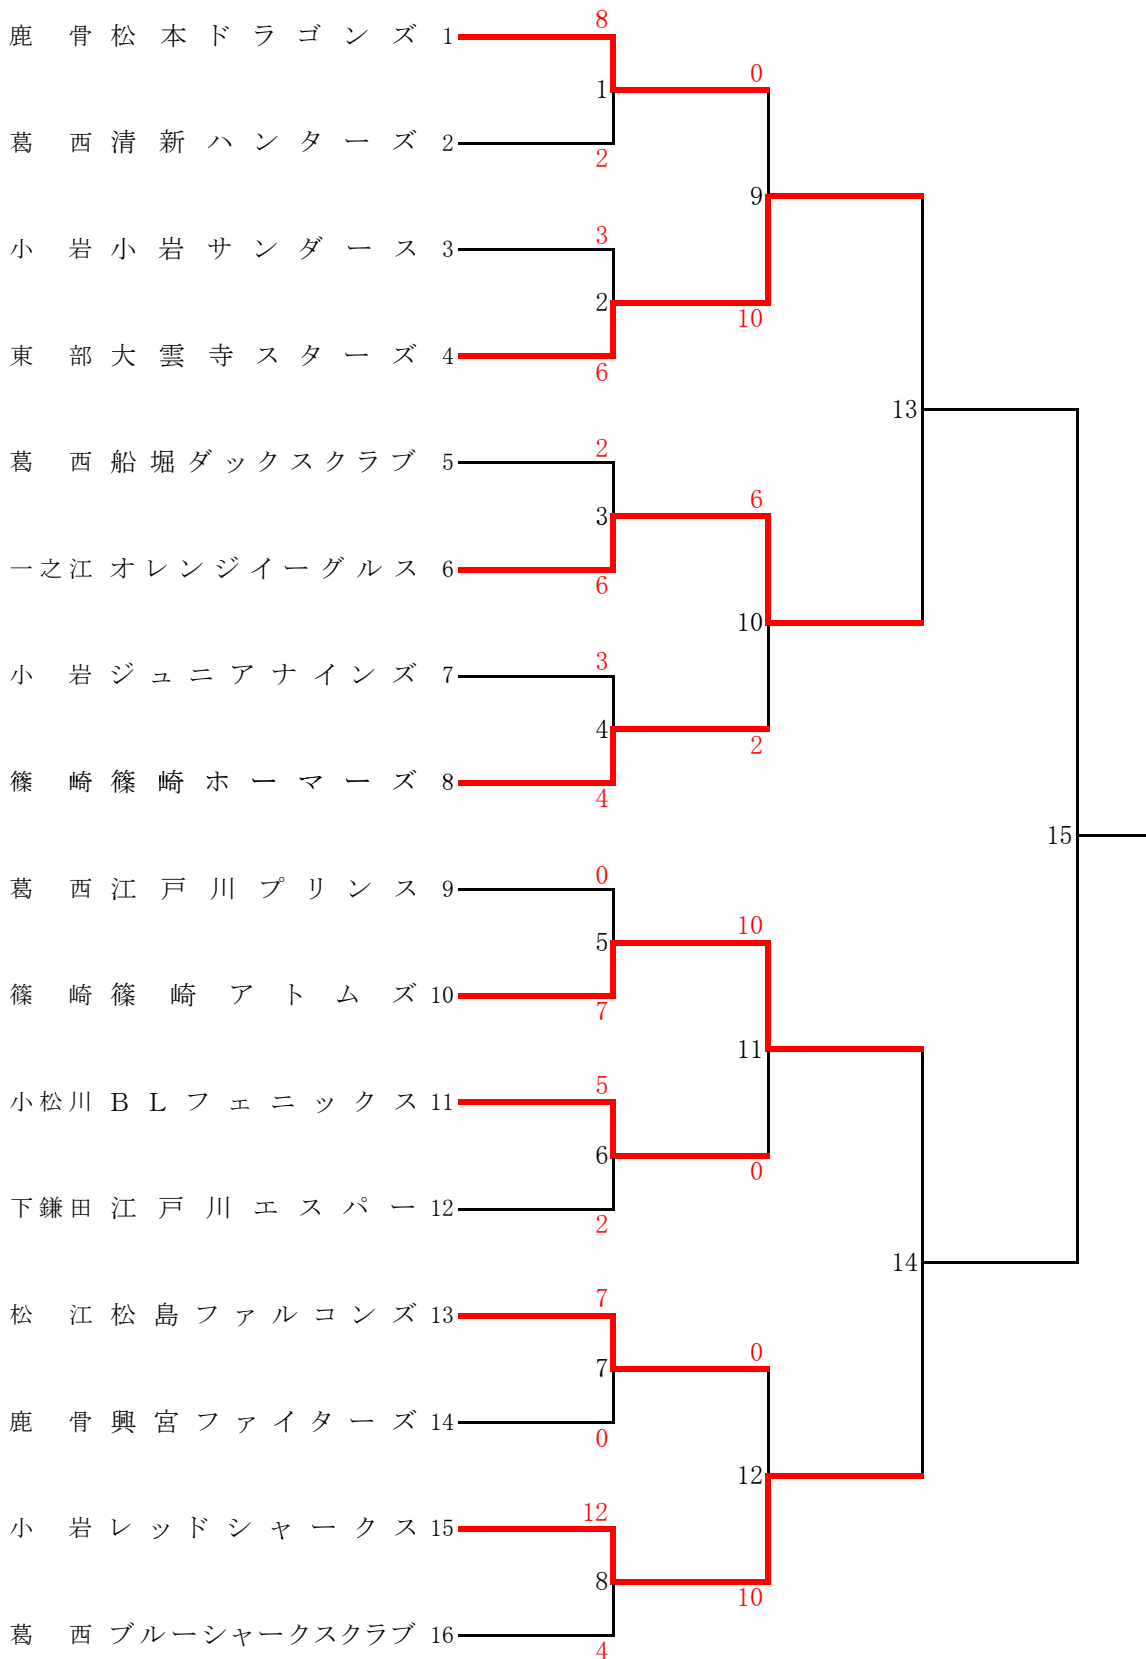 8
鹿骨 松本ドラゴンズ 1
0
1
葛西 清新ハンターズ 2
2
9
3
小岩 小岩サンダース 3
2
10
東部 大雲寺スターズ 4
6
13
2
葛西 船堀ダックスクラブ 5
6
3
一之江 オレンジイーグルス 6
6
10
3
小岩 ジュニアナインズ 7
4
2
篠崎 篠崎ホーマーズ 8
4
15
0
葛西 江戸川プリンス 9
10
5
篠崎 篠崎アトムズ 10
7
11
5
小松川 BLフェニックス 11
6
0
下鎌田 江戸川エスパー 12
2
14
7
松江 松島ファルコンズ 13
0
7
鹿骨 興宮ファイターズ 14
0
12
12
小岩 レッドシャークス 15
8
10
葛西 ブルーシャークスクラブ 16
4